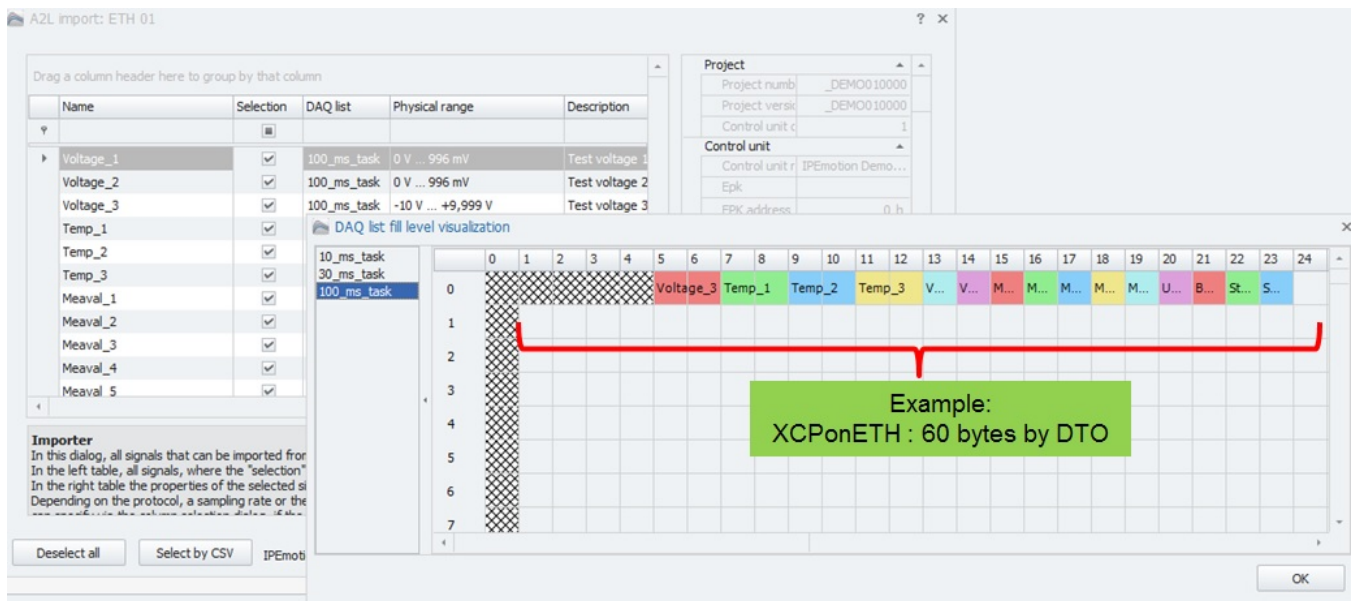 A2L import: ETH 01
? ×
Drag a column header here to group by that column
Name Selection DAQ list Physical range Description
Voltage_1 100_ms_task 0 V ... 996 mV Test voltage 1
Voltage_2 100_ms_task 0 V ... 996 mV Test voltage 2
Voltage_3 100_ms_task -10 V ... +9,999 V Test voltage 3
Temp_1
Temp_2
Temp_3
Meaval_1
Meaval_2
Meaval_3
Meaval_4
Meaval_5
Project
Project numb _DEMO010000
Project versic _DEMO010000
Control unit c 1
Control unit
Control unit r IPEmotion Demo...
Epk
EPK address 0 h
Importer
In this dialog, all signals that can be imported from
In the left table, all signals, where the "selection"
In the right table the properties of the selected si
Depending on the protocol, a sampling rate or the
Deselect all
Select by CSV
IPEmoti
DAQ list fill level visualization
×
10_ms_task
30_ms_task
100_ms_task
0 1 2 3 4 5 6 7 8 9 10 11 12 13 14 15 16 17 18 19 20 21 22 23 24
0 Voltage_3 Temp_1 Temp_2 Temp_3 V... V... M... M... M... M... M... U... B... St... S...
1
2
3
4
5
6
7
Example:
XCPonETH : 60 bytes by DTO
OK